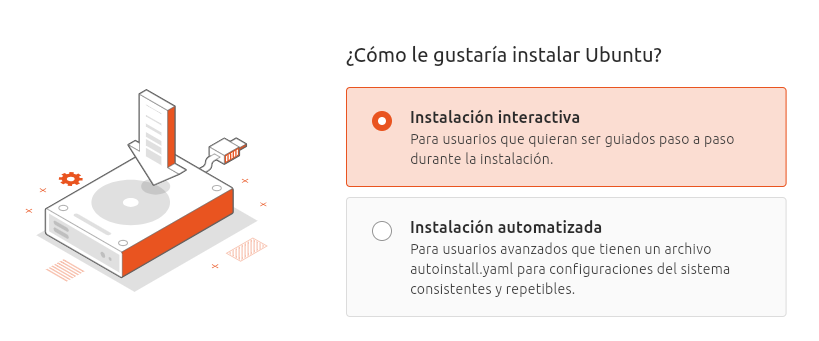 ¿Cómo le gustaría instalar Ubuntu?
Instalación interactiva
Para usuarios que quieran ser guiados paso a paso
durante la instalación.
Instalación automatizada
Para usuarios avanzados que tienen un archivo
autoinstall.yaml para configuraciones del sistema
consistentes y repetibles.